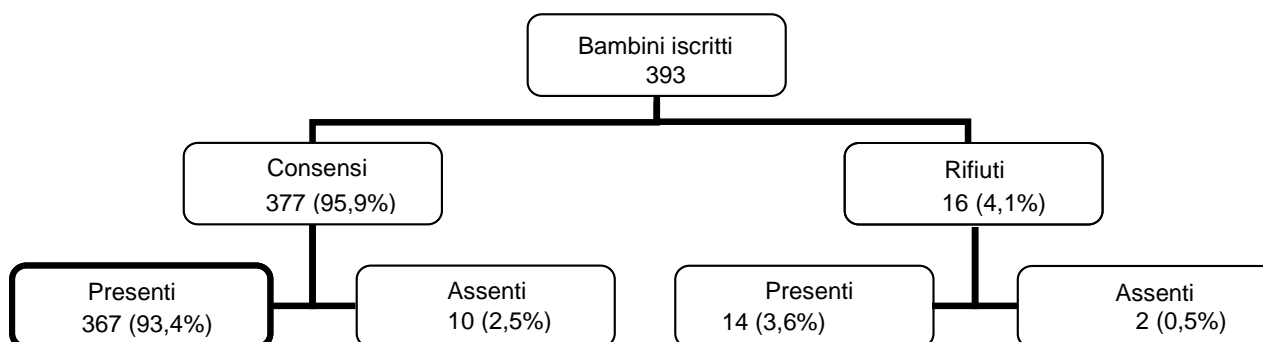 Bambini iscritti
393
Consensi
377 (95,9%)
Rifiuti
16 (4,1%)
Presenti
367 (93,4%)
Assenti
10 (2,5%)
Presenti
14 (3,6%)
Assenti
2 (0,5%)